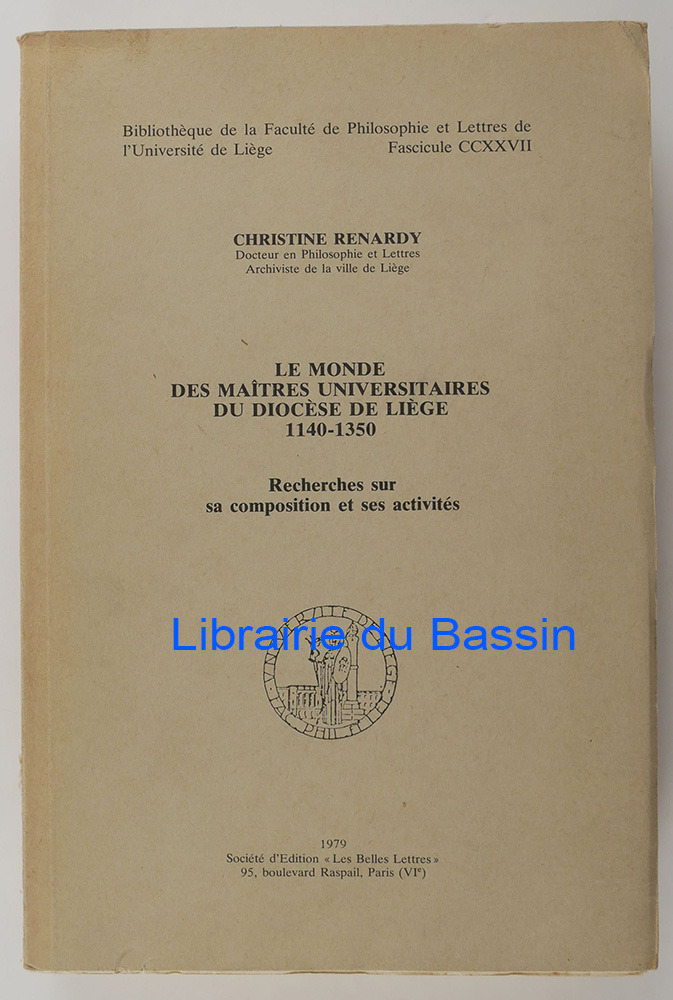 Bibliothèque de la Faculté de Philosophie et Lettres de
l'Université de Liège Fascicule CCXXVII
CHRISTINE RENARDY
Docteur en Philosophie et Lettres
Archiviste de la ville de Liège
LE MONDE
DES MAÎTRES UNIVERSITAIRES
DU DIOCÈSE DE LIÈGE
1140-1350
Recherches sur
sa composition et ses activités
Librairie du Bassin
1979
Société d'Edition « Les Belles Lettres »
95, boulevard Raspail, Paris (VIe)